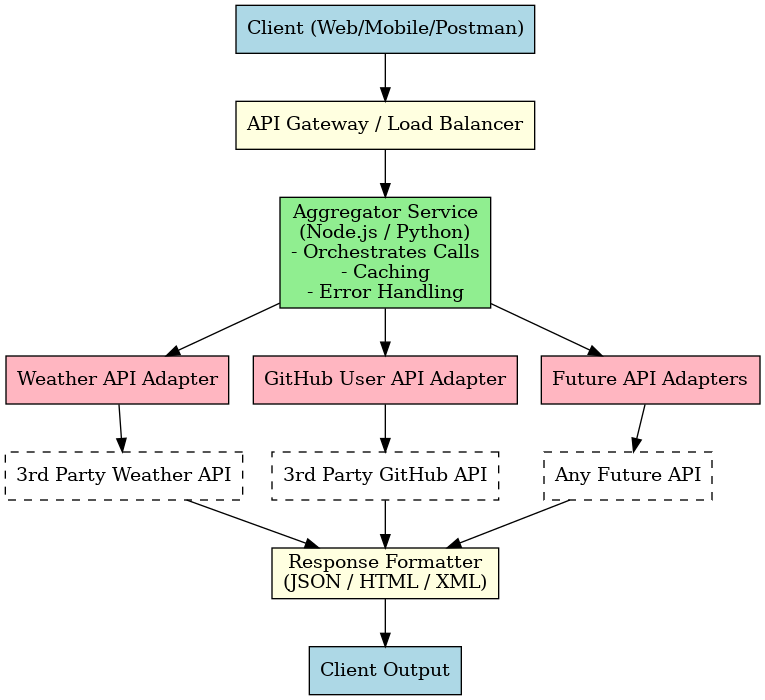 Client (Web/Mobile/Postman)
API Gateway / Load Balancer
Aggregator Service
(Node.js / Python)
- Orchestrates Calls
- Caching
- Error Handling
Weather API Adapter
GitHub User API Adapter
Future API Adapters
3rd Party Weather API
3rd Party GitHub API
Any Future API
Response Formatter
(JSON / HTML / XML)
Client Output